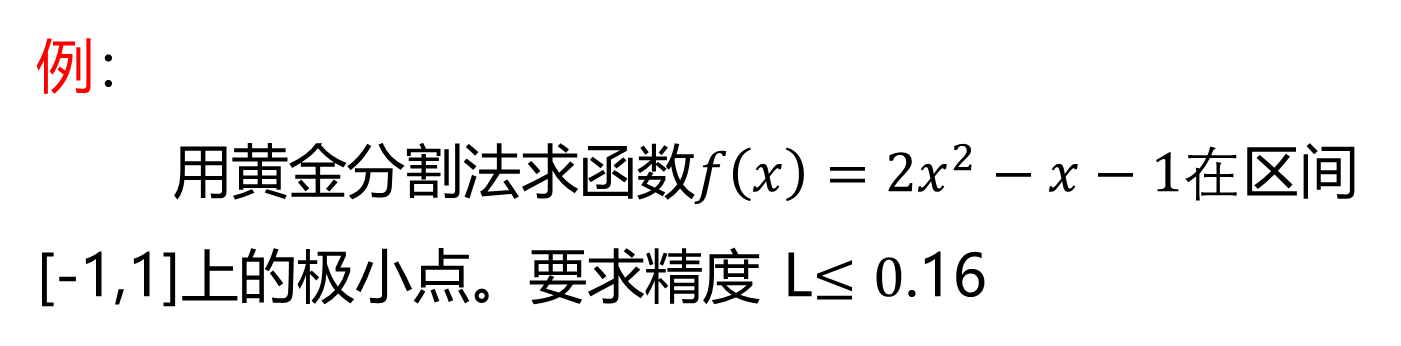 例：
用黄金分割法求函数f(x) = 2x² − x − 1在区间
[-1,1]上的极小点。要求精度 L≤ 0.16